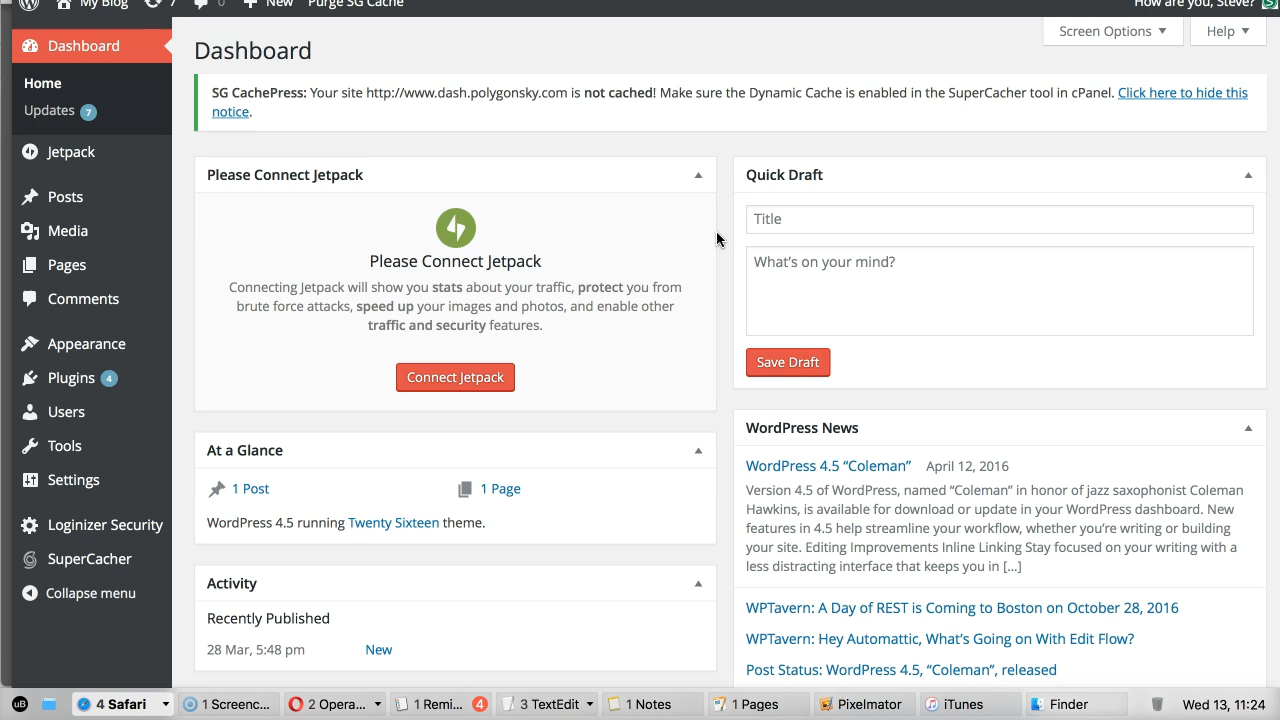 My Blog
7
0
New
Purge SG Cache
How are you, Steve?
Dashboard
Home
Updates 7
Jetpack
Posts
Media
Pages
Comments
Appearance
Plugins 4
Users
Tools
Settings
Loginizer Security
SuperCacher
Collapse menu
Dashboard
Screen Options
Help
SG CachePress: Your site http://www.dash.polygonsky.com is not cached! Make sure the Dynamic Cache is enabled in the SuperCacher tool in cPanel. Click here to hide this
notice.
Please Connect Jetpack
Please Connect Jetpack
Connecting Jetpack will show you stats about your traffic, protect you from
brute force attacks, speed up your images and photos, and enable other
traffic and security features.
Connect Jetpack
At a Glance
1 Post
1 Page
WordPress 4.5 running Twenty Sixteen theme.
Activity
Recently Published
28 Mar, 5:48 pm
New
Quick Draft
Title
What's on your mind?
Save Draft
WordPress News
WordPress 4.5 “Coleman” April 12, 2016
Version 4.5 of WordPress, named “Coleman” in honor of jazz saxophonist Coleman
Hawkins, is available for download or update in your WordPress dashboard. New
features in 4.5 help streamline your workflow, whether you're writing or building
your site. Editing Improvements Inline Linking Stay focused on your writing with a
less distracting interface that keeps you in [...]
WPTavern: A Day of REST is Coming to Boston on October 28, 2016
WPTavern: Hey Automattic, What's Going on With Edit Flow?
Post Status: WordPress 4.5, “Coleman”, released
uB
4 Safari
1 Screenc...
2 Opera...
1 Remi... 4
3 TextEdit
1 Notes
1 Pages
Pixelmator
iTunes
Finder
Wed 13, 11:24